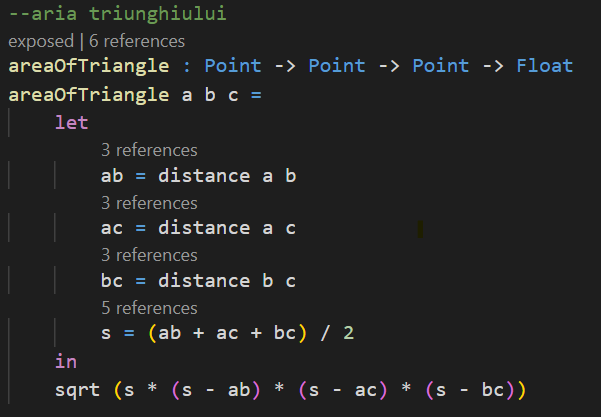 --aria triunghiului
exposed | 6 references
areaOfTriangle : Point -> Point -> Point -> Float
areaOfTriangle a b c =
let
3 references
ab = distance a b
3 references
ac = distance a c
3 references
bc = distance b c
5 references
s = (ab + ac + bc) / 2
in
sqrt (s * (s - ab) * (s - ac) * (s - bc))